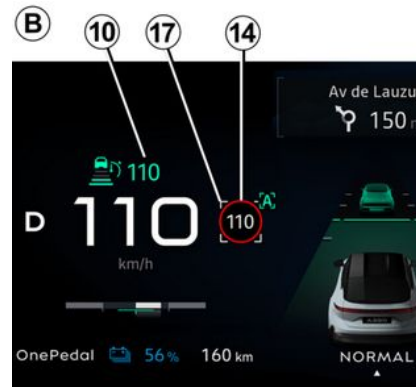 B
10
17
14
Av de Lauzu
150 m
110
A
D
110
110
km/h
OnePedal
56%
160 km
NORMAL